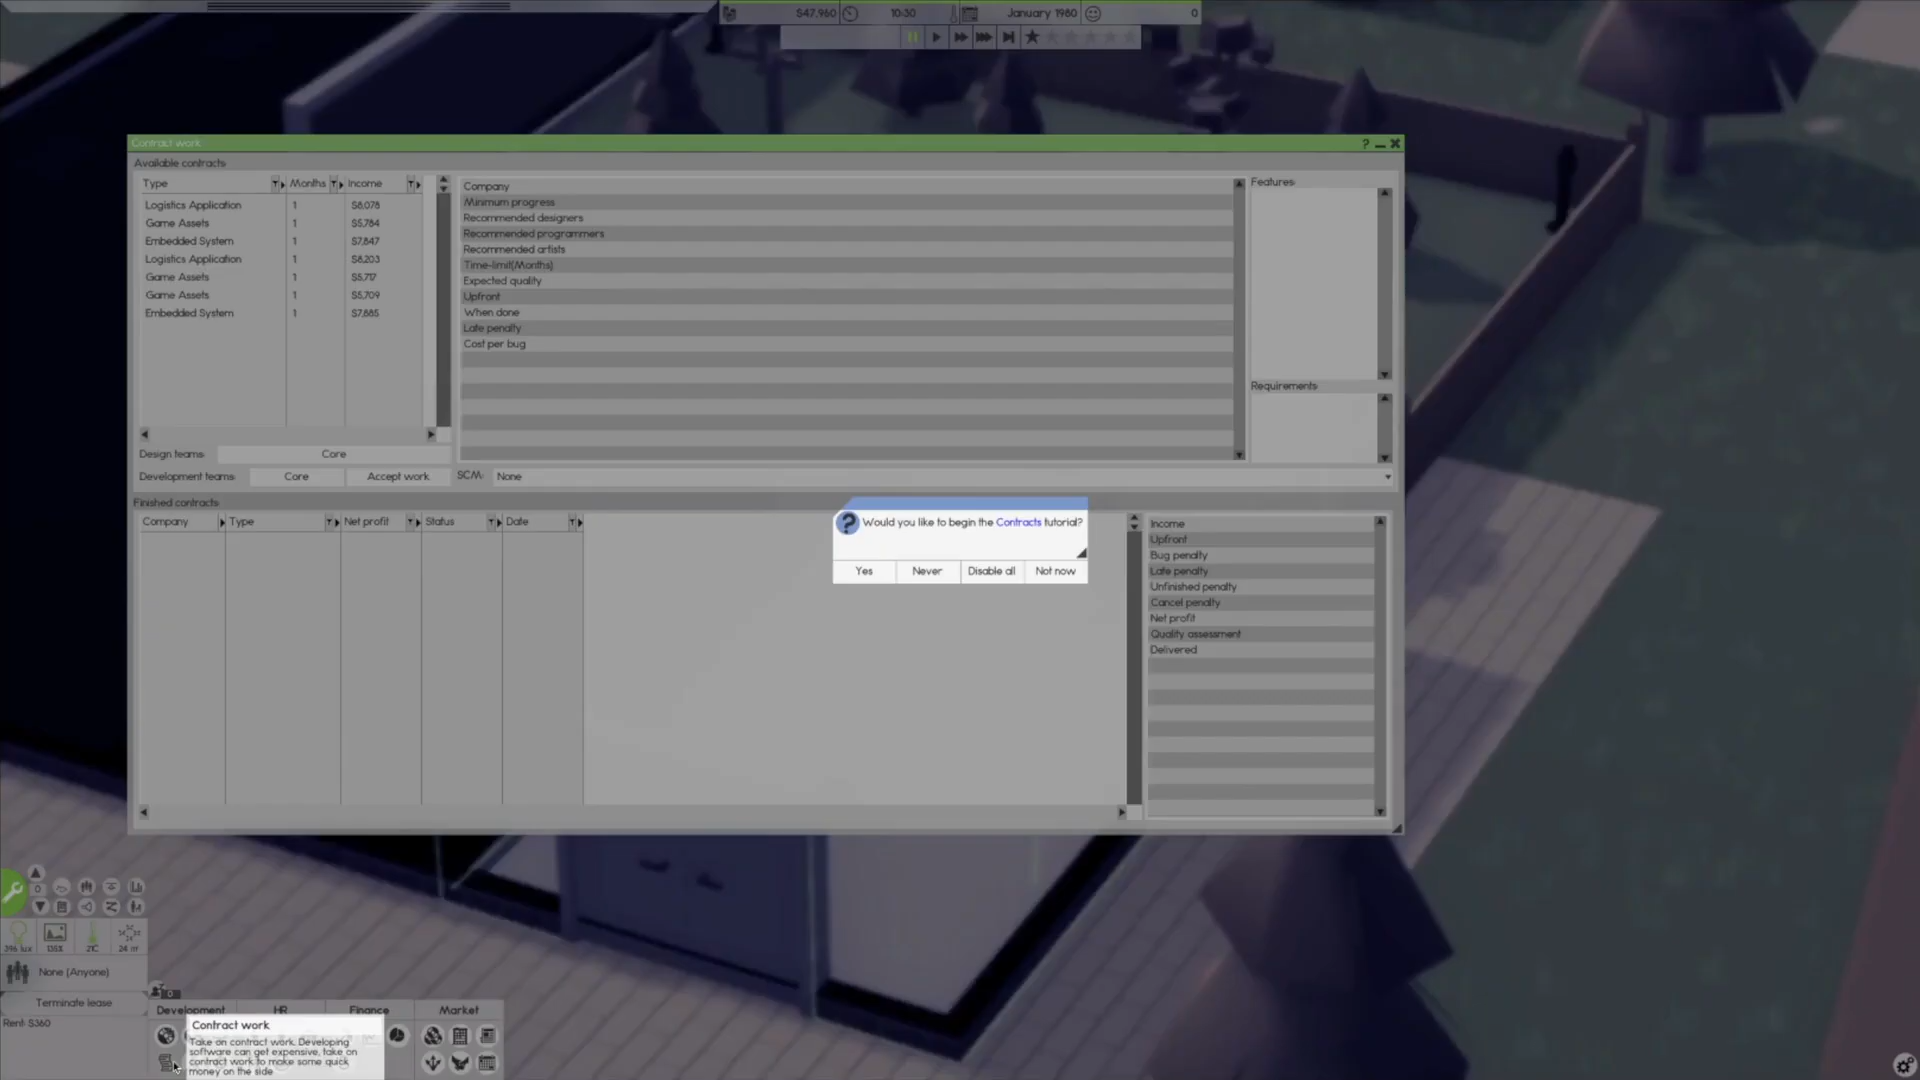 $47,960 10:30 January 1980 0
Contract work
?
Available contracts
Type Months Income
Logistics Application 1 $8,078
Game Assets 1 $5,784
Embedded System 1 $7,847
Logistics Application 1 $8,203
Game Assets 1 $5,717
Game Assets 1 $5,709
Embedded System 1 $7,885
Company
Minimum progress
Recommended designers
Recommended programmers
Recommended artists
Time-limit(Months)
Expected quality
Upfront
When done
Late penalty
Cost per bug
Features:
Requirements:
Design teams: Core
Development teams: Core Accept work SCM: None
Finished contracts
Company Type Net profit Status Date
Would you like to begin the Contracts tutorial?
Yes Never Disable all Not now
Income
Upfront
Bug penalty
Late penalty
Unfinished penalty
Cancel penalty
Net profit
Quality assessment
Delivered
0
396 lux 135% 21C 24 m
None (Anyone)
Terminate lease
Rent: $360
0
Development HR Finance Market
Contract work
Take on contract work. Developing
software can get expensive, take on
contract work to make some quick
money on the side